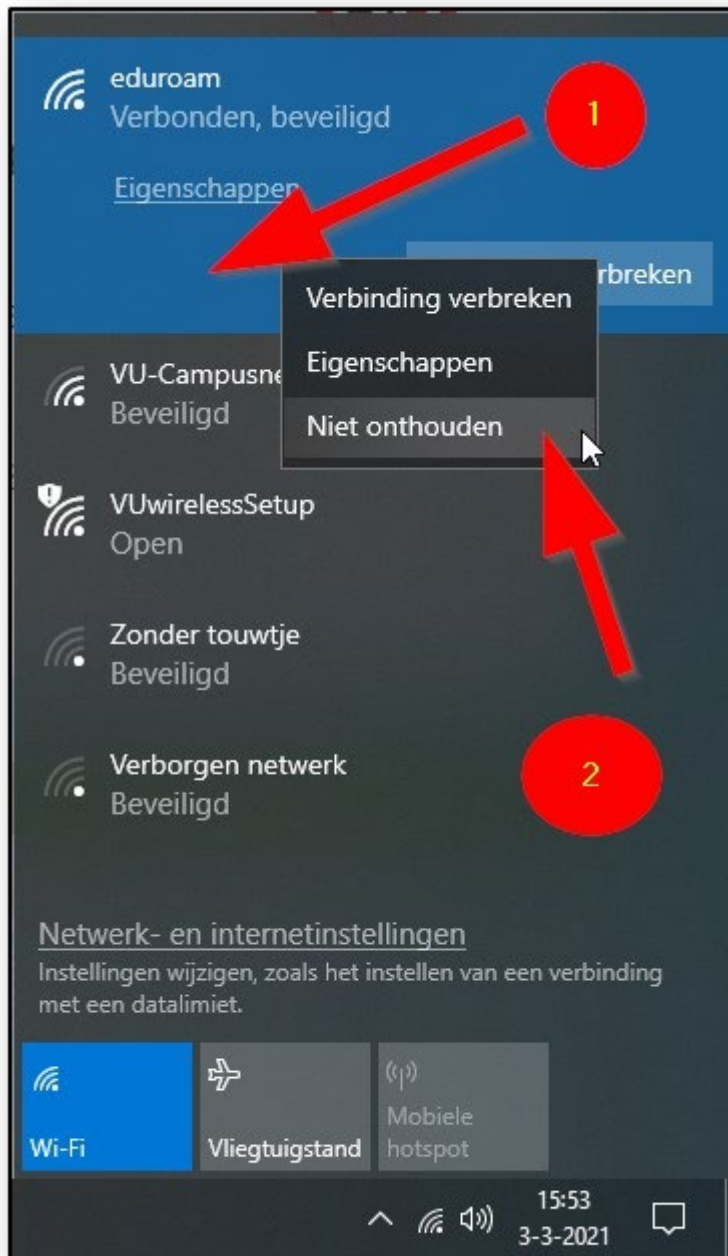 eduroam
Verbonden, beveiligd
1
Eigenschappen
rbreken
Verbinding verbreken
Eigenschappen
Niet onthouden
VU-Campusne
Beveiligd
VUwirelessSetup
Open
Zonder touwtje
Beveiligd
Verborgen netwerk
Beveiligd
2
Netwerk- en internetinstellingen
Instellingen wijzigen, zoals het instellen van een verbinding
met een datalimiet.
Wi-Fi
Vliegtuigstand
Mobiele
hotspot
15:53
3-3-2021